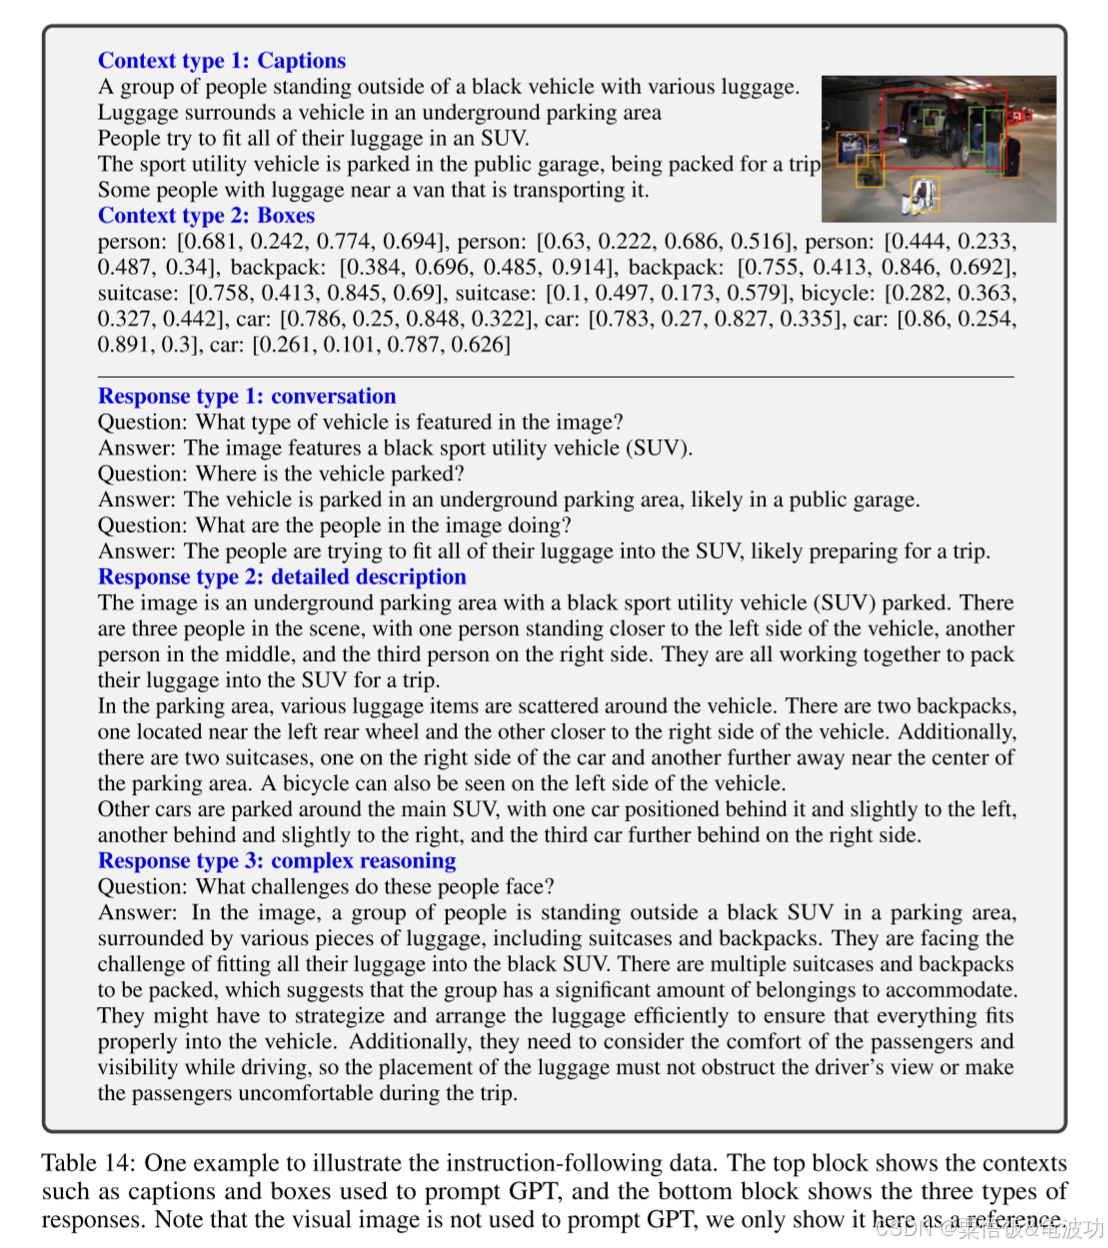 Context type 1: Captions
A group of people standing outside of a black vehicle with various luggage.
Luggage surrounds a vehicle in an underground parking area
People try to fit all of their luggage in an SUV.
The sport utility vehicle is parked in the public garage, being packed for a trip
Some people with luggage near a van that is transporting it.
Context type 2: Boxes
person: [0.681, 0.242, 0.774, 0.694], person: [0.63, 0.222, 0.686, 0.516], person: [0.444, 0.233,
0.487, 0.34], backpack: [0.384, 0.696, 0.485, 0.914], backpack: [0.755, 0.413, 0.846, 0.692],
suitcase: [0.758, 0.413, 0.845, 0.69], suitcase: [0.1, 0.497, 0.173, 0.579], bicycle: [0.282, 0.363,
0.327, 0.442], car: [0.786, 0.25, 0.848, 0.322], car: [0.783, 0.27, 0.827, 0.335], car: [0.86, 0.254,
0.891, 0.3], car: [0.261, 0.101, 0.787, 0.626]
Response type 1: conversation
Question: What type of vehicle is featured in the image?
Answer: The image features a black sport utility vehicle (SUV).
Question: Where is the vehicle parked?
Answer: The vehicle is parked in an underground parking area, likely in a public garage.
Question: What are the people in the image doing?
Answer: The people are trying to fit all of their luggage into the SUV, likely preparing for a trip.
Response type 2: detailed description
The image is an underground parking area with a black sport utility vehicle (SUV) parked. There
are three people in the scene, with one person standing closer to the left side of the vehicle, another
person in the middle, and the third person on the right side. They are all working together to pack
their luggage into the SUV for a trip.
In the parking area, various luggage items are scattered around the vehicle. There are two backpacks,
one located near the left rear wheel and the other closer to the right side of the vehicle. Additionally,
there are two suitcases, one on the right side of the car and another further away near the center of
the parking area. A bicycle can also be seen on the left side of the vehicle.
Other cars are parked around the main SUV, with one car positioned behind it and slightly to the left,
another behind and slightly to the right, and the third car further behind on the right side.
Response type 3: complex reasoning
Question: What challenges do these people face?
Answer: In the image, a group of people is standing outside a black SUV in a parking area,
surrounded by various pieces of luggage, including suitcases and backpacks. They are facing the
challenge of fitting all their luggage into the black SUV. There are multiple suitcases and backpacks
to be packed, which suggests that the group has a significant amount of belongings to accommodate.
They might have to strategize and arrange the luggage efficiently to ensure that everything fits
properly into the vehicle. Additionally, they need to consider the comfort of the passengers and
visibility while driving, so the placement of the luggage must not obstruct the driver's view or make
the passengers uncomfortable during the trip.
Table 14: One example to illustrate the instruction-following data. The top block shows the contexts
such as captions and boxes used to prompt GPT, and the bottom block shows the three types of
responses. Note that the visual image is not used to prompt GPT, we only show it here as a reference.
CSDN @粟悟饭&龟波功